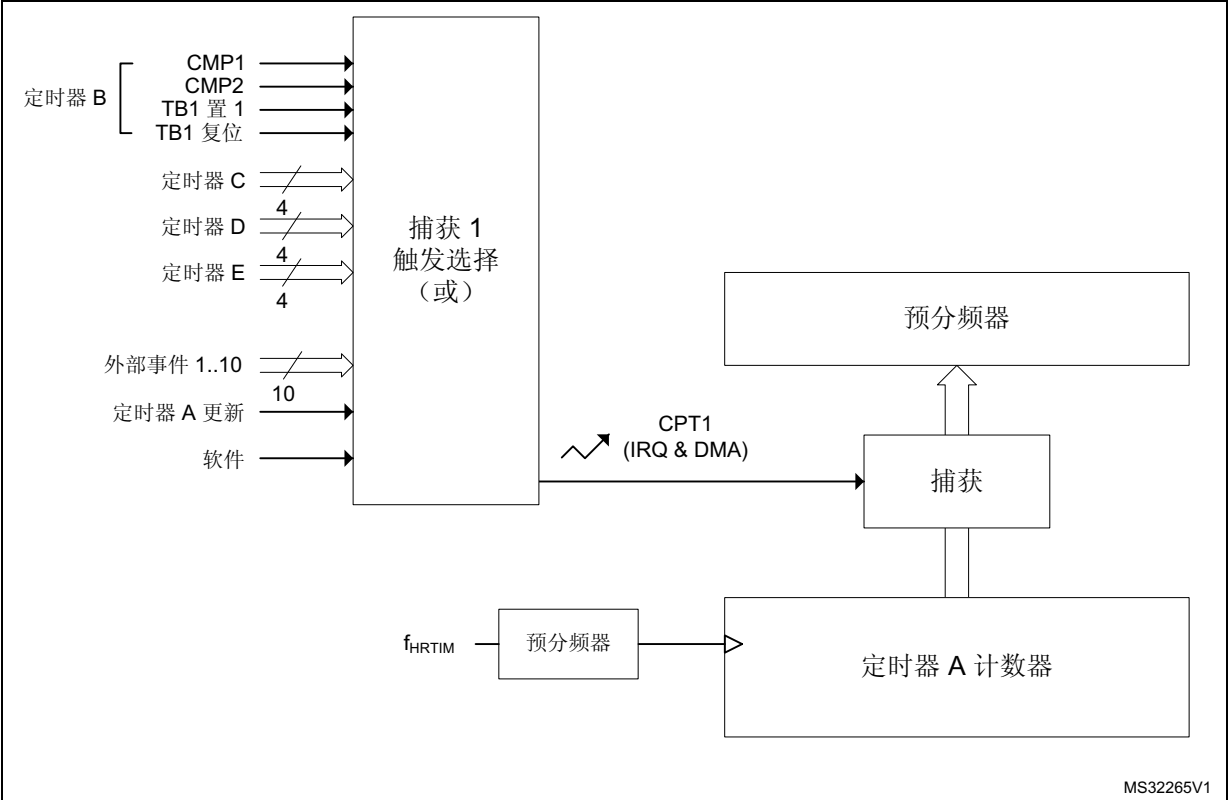 定时器 B
CMP1
CMP2
TB1 置 1
TB1 复位
定时器 C
4
定时器 D
4
定时器 E
4
外部事件 1..10
10
定时器 A 更新
软件
捕获 1
触发选择
（或）
CPT1
(IRQ & DMA)
预分频器
捕获
fHRTIM
预分频器
定时器 A 计数器
MS32265V1